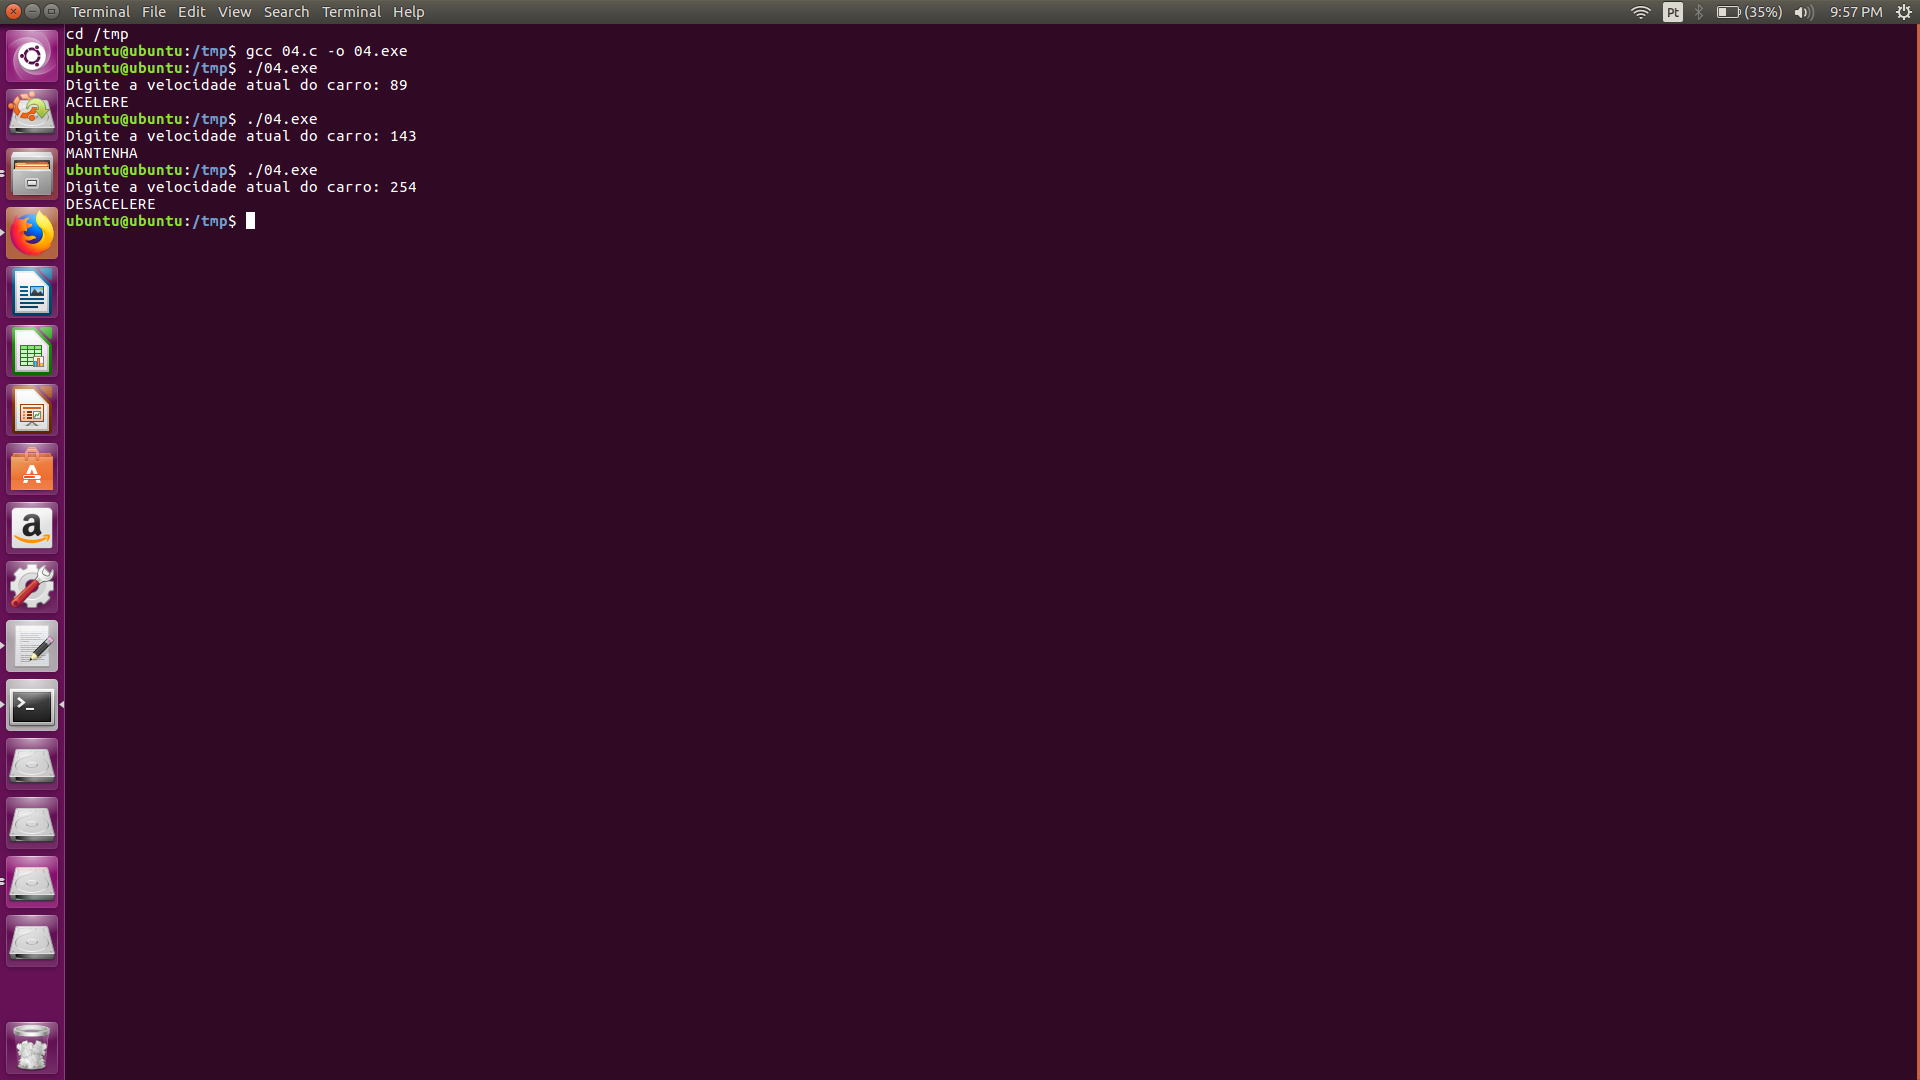 Terminal File Edit View Search Terminal Help
Pt (35%) 9:57 PM
cd /tmp
ubuntu@ubuntu:/tmp$ gcc 04.c -o 04.exe
ubuntu@ubuntu:/tmp$ ./04.exe
Digite a velocidade atual do carro: 89
ACELERE
ubuntu@ubuntu:/tmp$ ./04.exe
Digite a velocidade atual do carro: 143
MANTENHA
ubuntu@ubuntu:/tmp$ ./04.exe
Digite a velocidade atual do carro: 254
DESACELERE
ubuntu@ubuntu:/tmp$